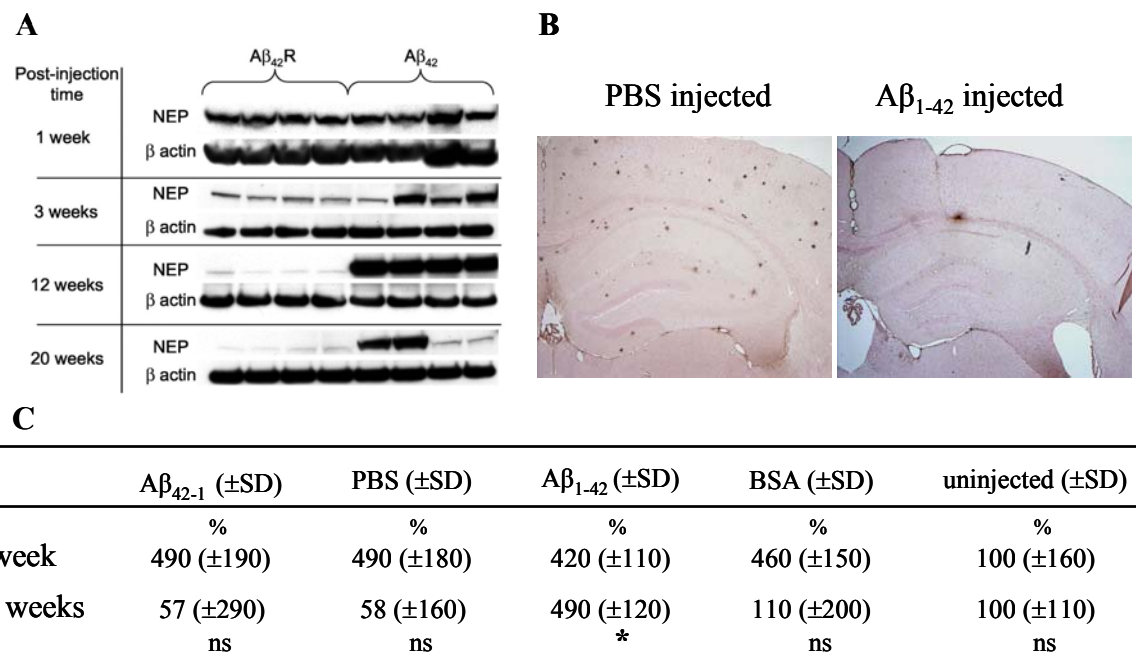 A
Aβ42R Aβ42
Post-injection
time
NEP
1 week
β actin
NEP
3 weeks
β actin
NEP
12 weeks
β actin
NEP
20 weeks
β actin
B
PBS injected Aβ1-42 injected
C
Aβ42-1 (±SD) PBS (±SD) Aβ1-42 (±SD) BSA (±SD) uninjected (±SD)
% % % % %
week 490 (±190) 490 (±180) 420 (±110) 460 (±150) 100 (±160)
weeks 57 (±290) 58 (±160) 490 (±120) 110 (±200) 100 (±110)
ns ns * ns ns